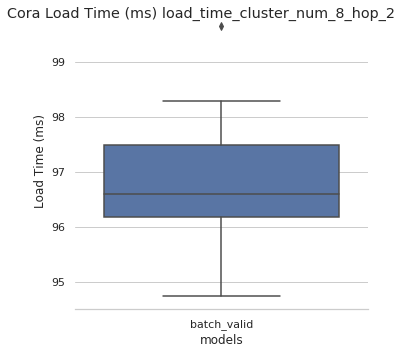 Cora Load Time (ms) load_time_cluster_num_8_hop_2
99
98
97
96
95
Load Time (ms)
batch_valid
models